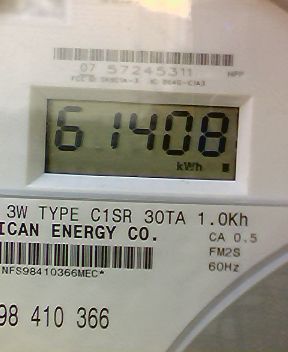 07 57245311 HPP
61408
kWh
3W TYPE C1SR 30TA 1.0Kh
ICAN ENERGY CO.
CA 0.5
FM2S
60Hz
NFS98410366MEC*
98 410 366